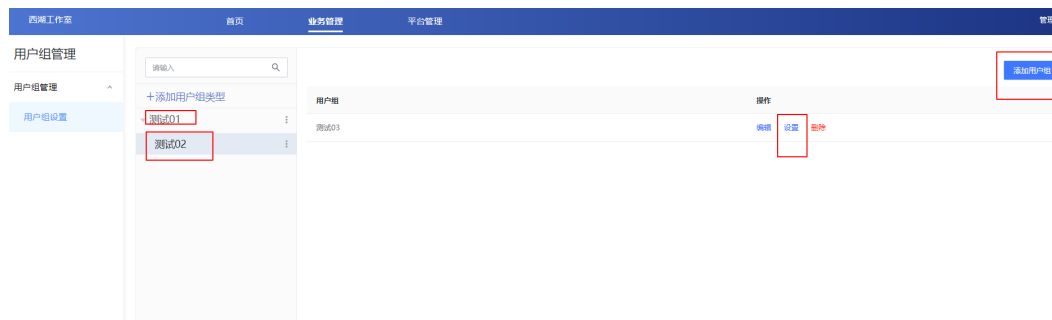 西湖工作室 首页 业务管理 平台管理 管理
用户组管理
请输入
添加用户组
用户组管理
+添加用户组类型
用户组 操作
用户组设置
测试01
测试03 编辑 设置 删除
测试02